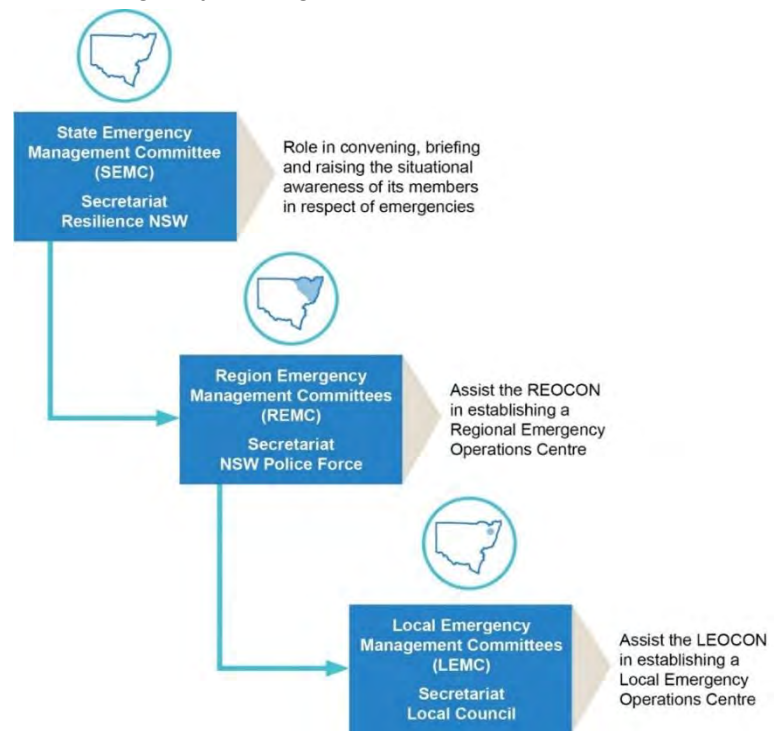 State Emergency
Management Committee
(SEMC)
Secretariat
Resilience NSW
Role in convening, briefing
and raising the situational
awareness of its members
in respect of emergencies
Region Emergency
Management Committees
(REMC)
Secretariat
NSW Police Force
Assist the REOCON
in establishing a
Regional Emergency
Operations Centre
Local Emergency
Management Committees
(LEMC)
Secretariat
Local Council
Assist the LEOCON
in establishing a
Local Emergency
Operations Centre